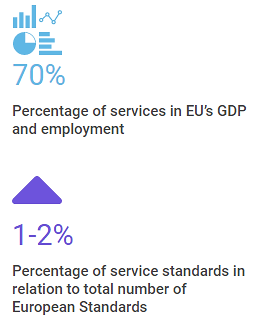 70%
Percentage of services in EU's GDP
and employment
1-2%
Percentage of service standards in
relation to total number of
European Standards